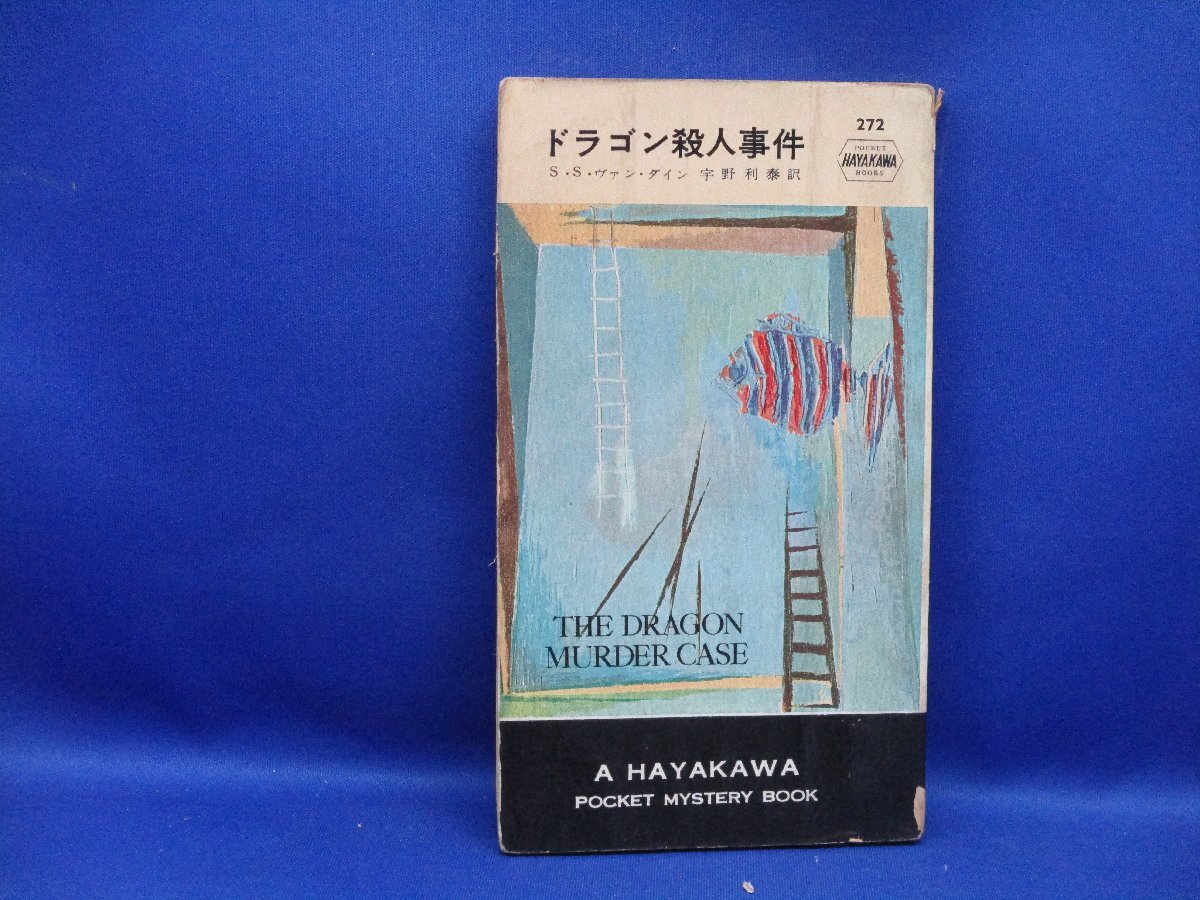 ドラゴン殺人事件
S・S・ヴァン・ダイン 宇野利泰訳
272
POCKET
HAYAKAWA
BOOKS
THE DRAGON
MURDER CASE
A HAYAKAWA
POCKET MYSTERY BOOK